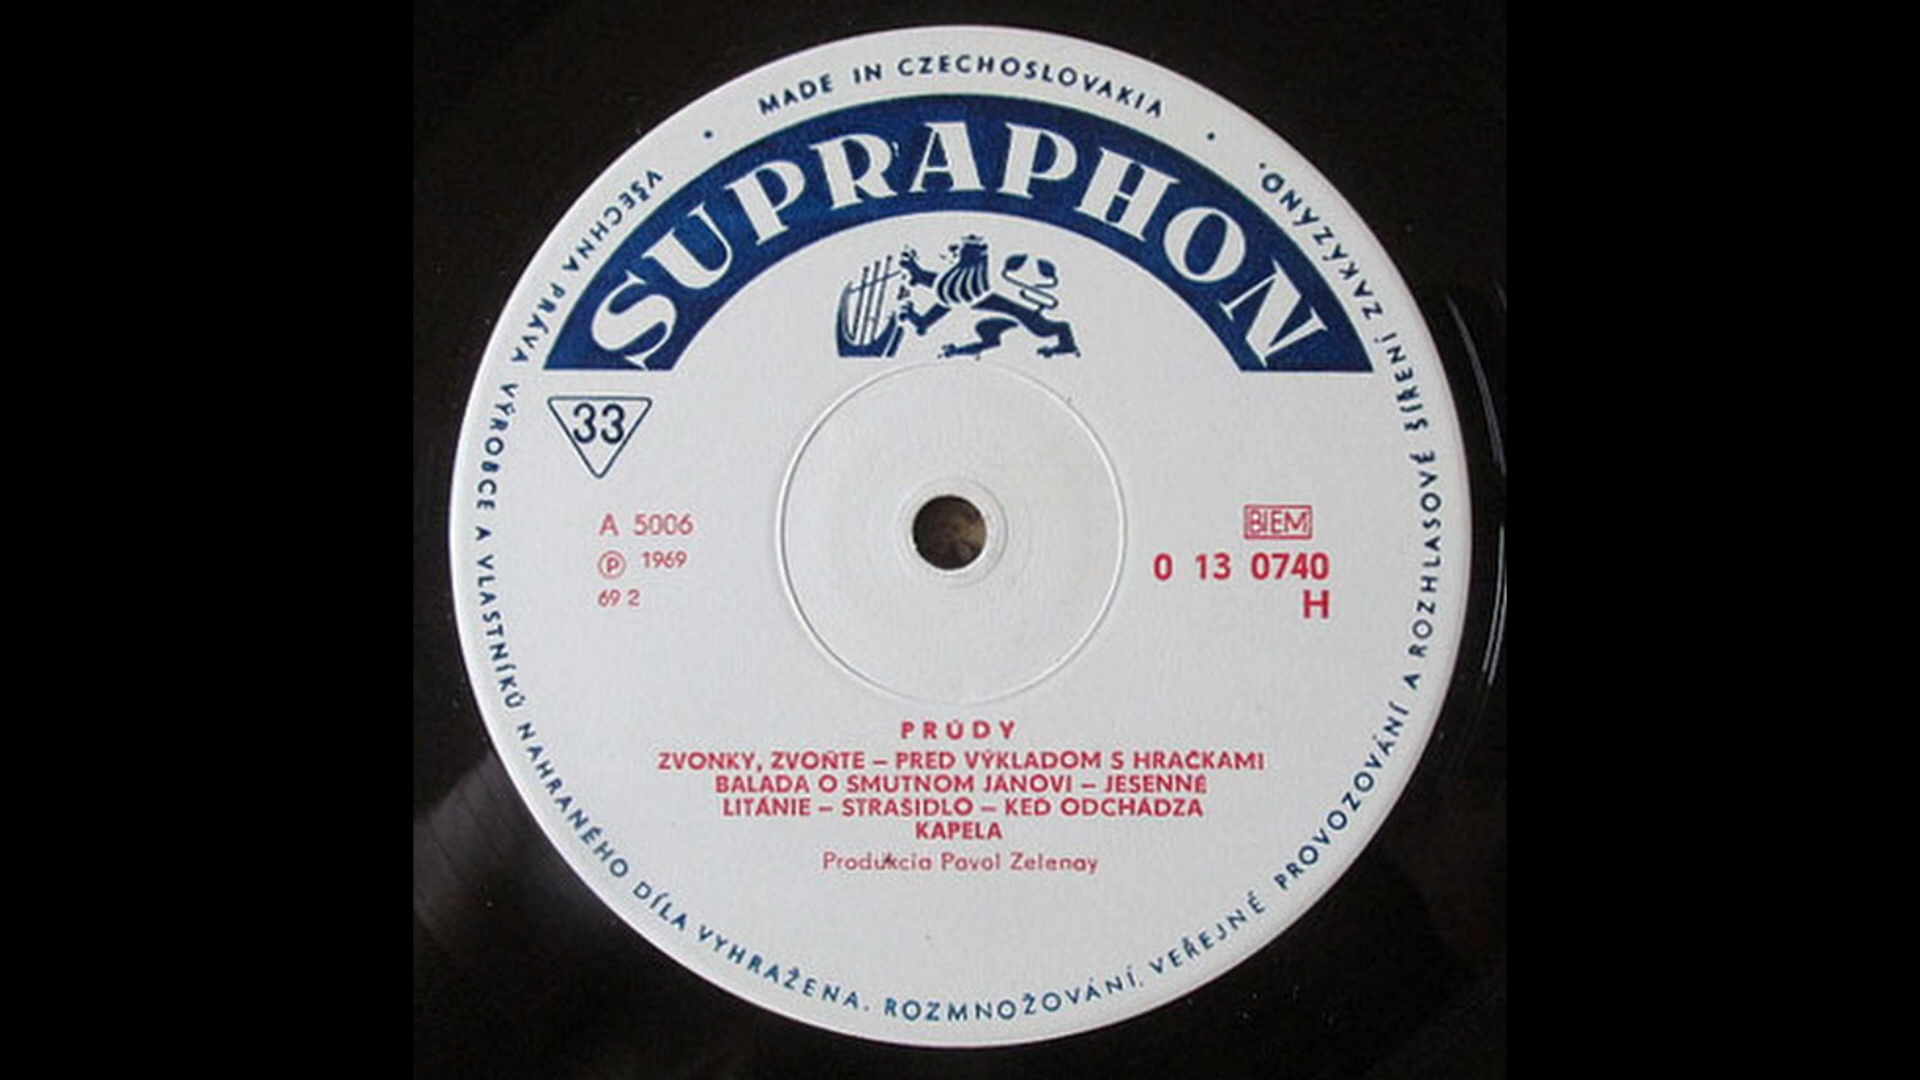 MADE IN CZECHOSLOVAKIA
SUPRAPHON
33
A 5006
Ⓟ 1969
69 2
BIEM
0 13 0740
H
PRÚDY
ZVONKY, ZVOŇTE – PRED VÝKLADOM S HRAČKAMI
BALADA O SMUTNOM JÁNOVI – JESENNÉ
LITÁNIE – STRAŠIDLO – KEĎ ODCHÁDZA
KAPELA
Produkcia Pavol Zelenay
VŠECHNA PRÁVA VÝROBCE A VLASTNÍKŮ NAHRANÉHO DÍLA VYHRAŽENA. ROZMNOŽOVÁNÍ, VEŘEJNÉ PROVOZOVÁNÍ A ROZHLASOVÉ ŠÍŘENÍ ZAKÁZÁNO.